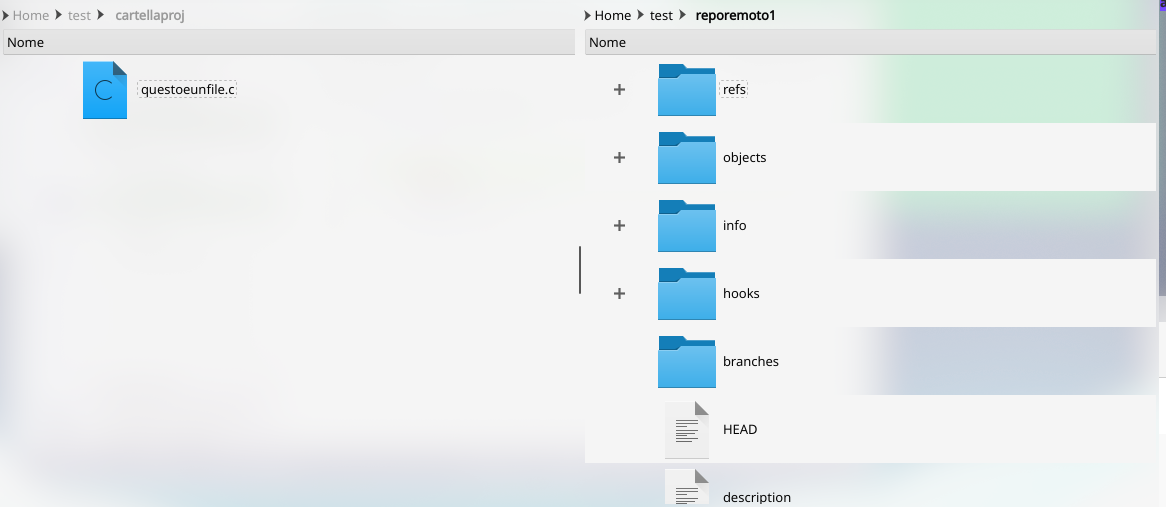 Home test cartellaproj
Nome
questoeunfile.c
Home test reporemoto1
Nome
refs
objects
info
hooks
branches
HEAD
description